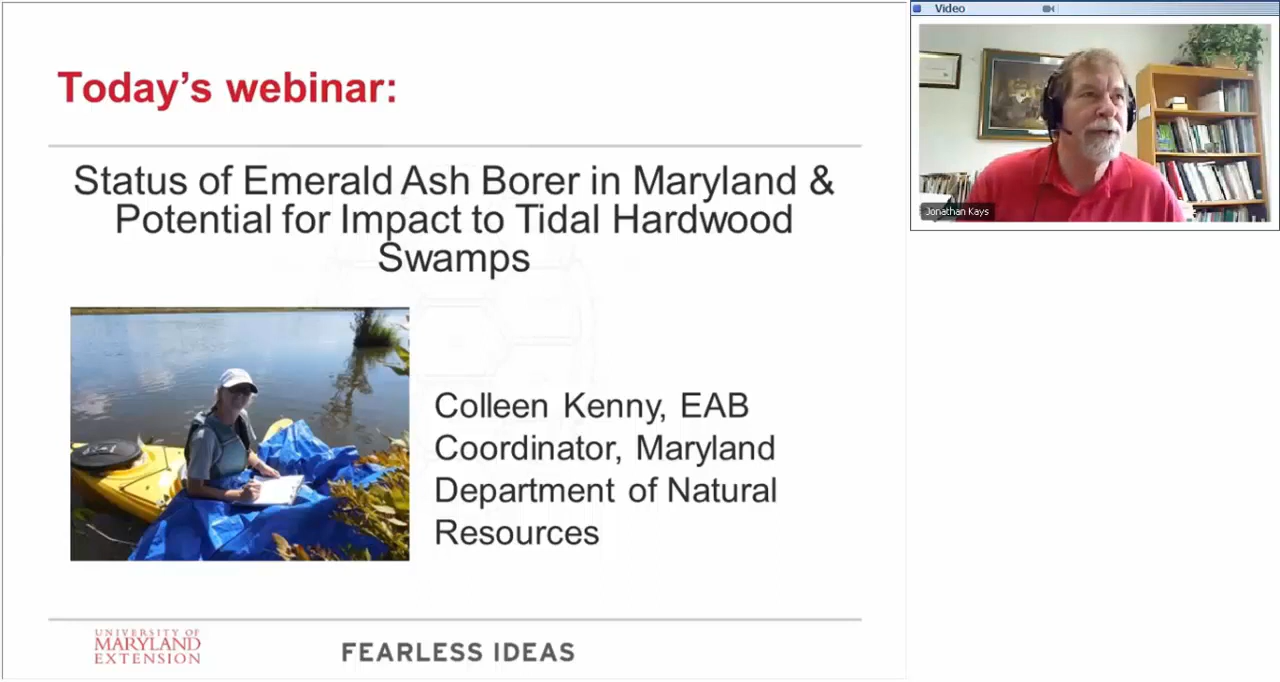 Today's webinar:
Status of Emerald Ash Borer in Maryland &
Potential for Impact to Tidal Hardwood
Swamps
Colleen Kenny, EAB
Coordinator, Maryland
Department of Natural
Resources
UNIVERSITY OF
MARYLAND
EXTENSION
FEARLESS IDEAS
Video
Jonathan Kays